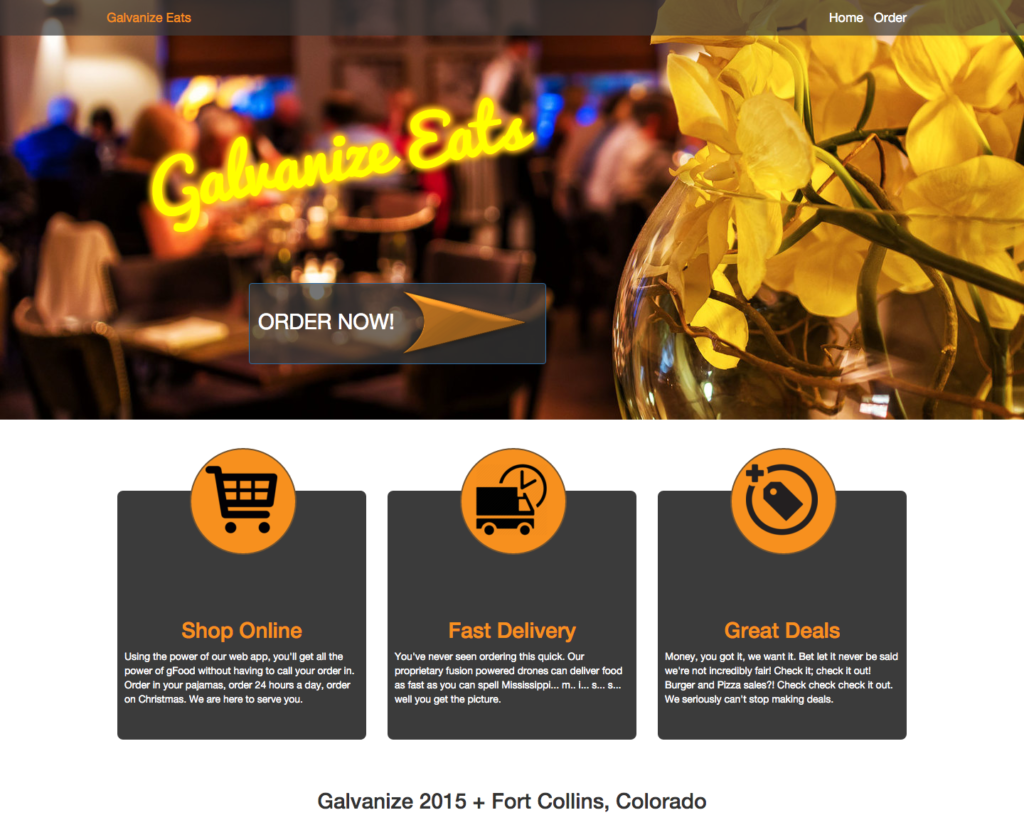 Galvanize Eats
Home Order
Galvanize Eats
ORDER NOW!
Shop Online
Using the power of our web app, you'll get all the
power of gFood without having to call your order in.
Order in your pajamas, order 24 hours a day, order
on Christmas. We are here to serve you.
Fast Delivery
You've never seen ordering this quick. Our
proprietary fusion powered drones can deliver food
as fast as you can spell Mississippi... m.. i... s... s...
well you get the picture.
Great Deals
Money, you got it, we want it. Bet let it never be said
we're not incredibly fair! Check it; check it out!
Burger and Pizza sales?! Check check check it out.
We seriously can't stop making deals.
Galvanize 2015 + Fort Collins, Colorado